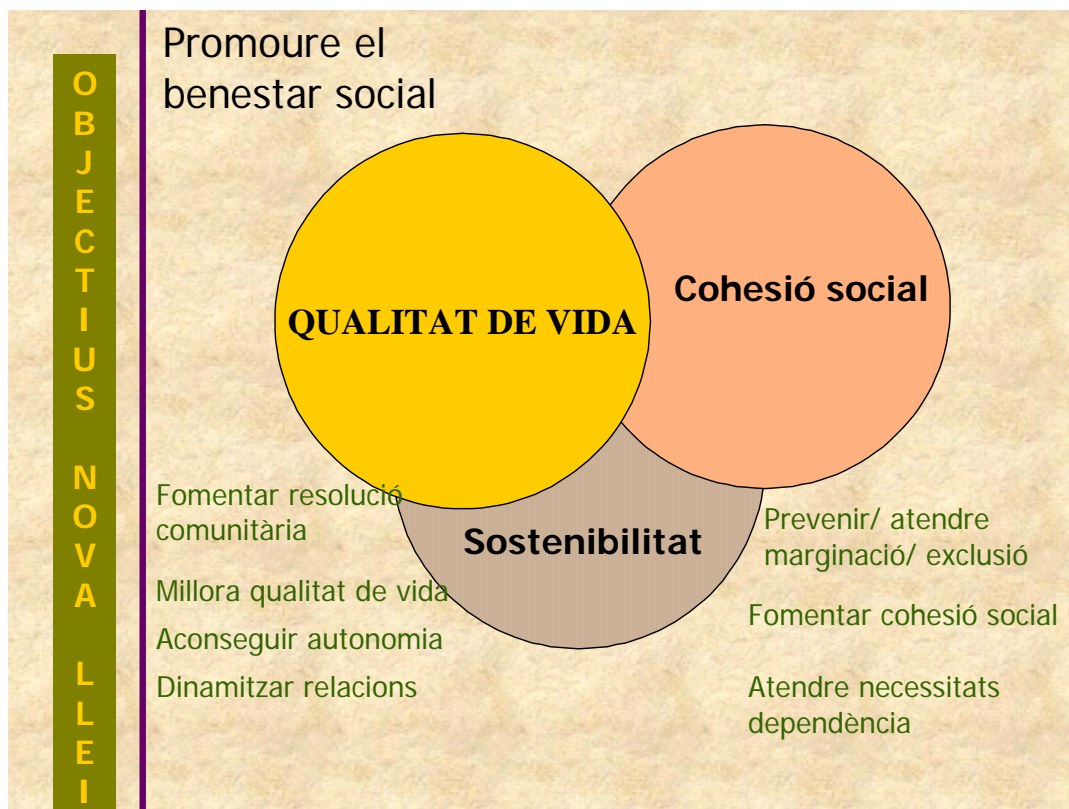 OBJECTIUS NOVA LLEI
Promoure el
benestar social
QUALITAT DE VIDA
Cohesió social
Sostenibilitat
Fomentar resolució
comunitària
Millora qualitat de vida
Aconseguir autonomia
Dinamitzar relacions
Prevenir/ atendre
marginació/ exclusió
Fomentar cohesió social
Atendre necessitats
dependència